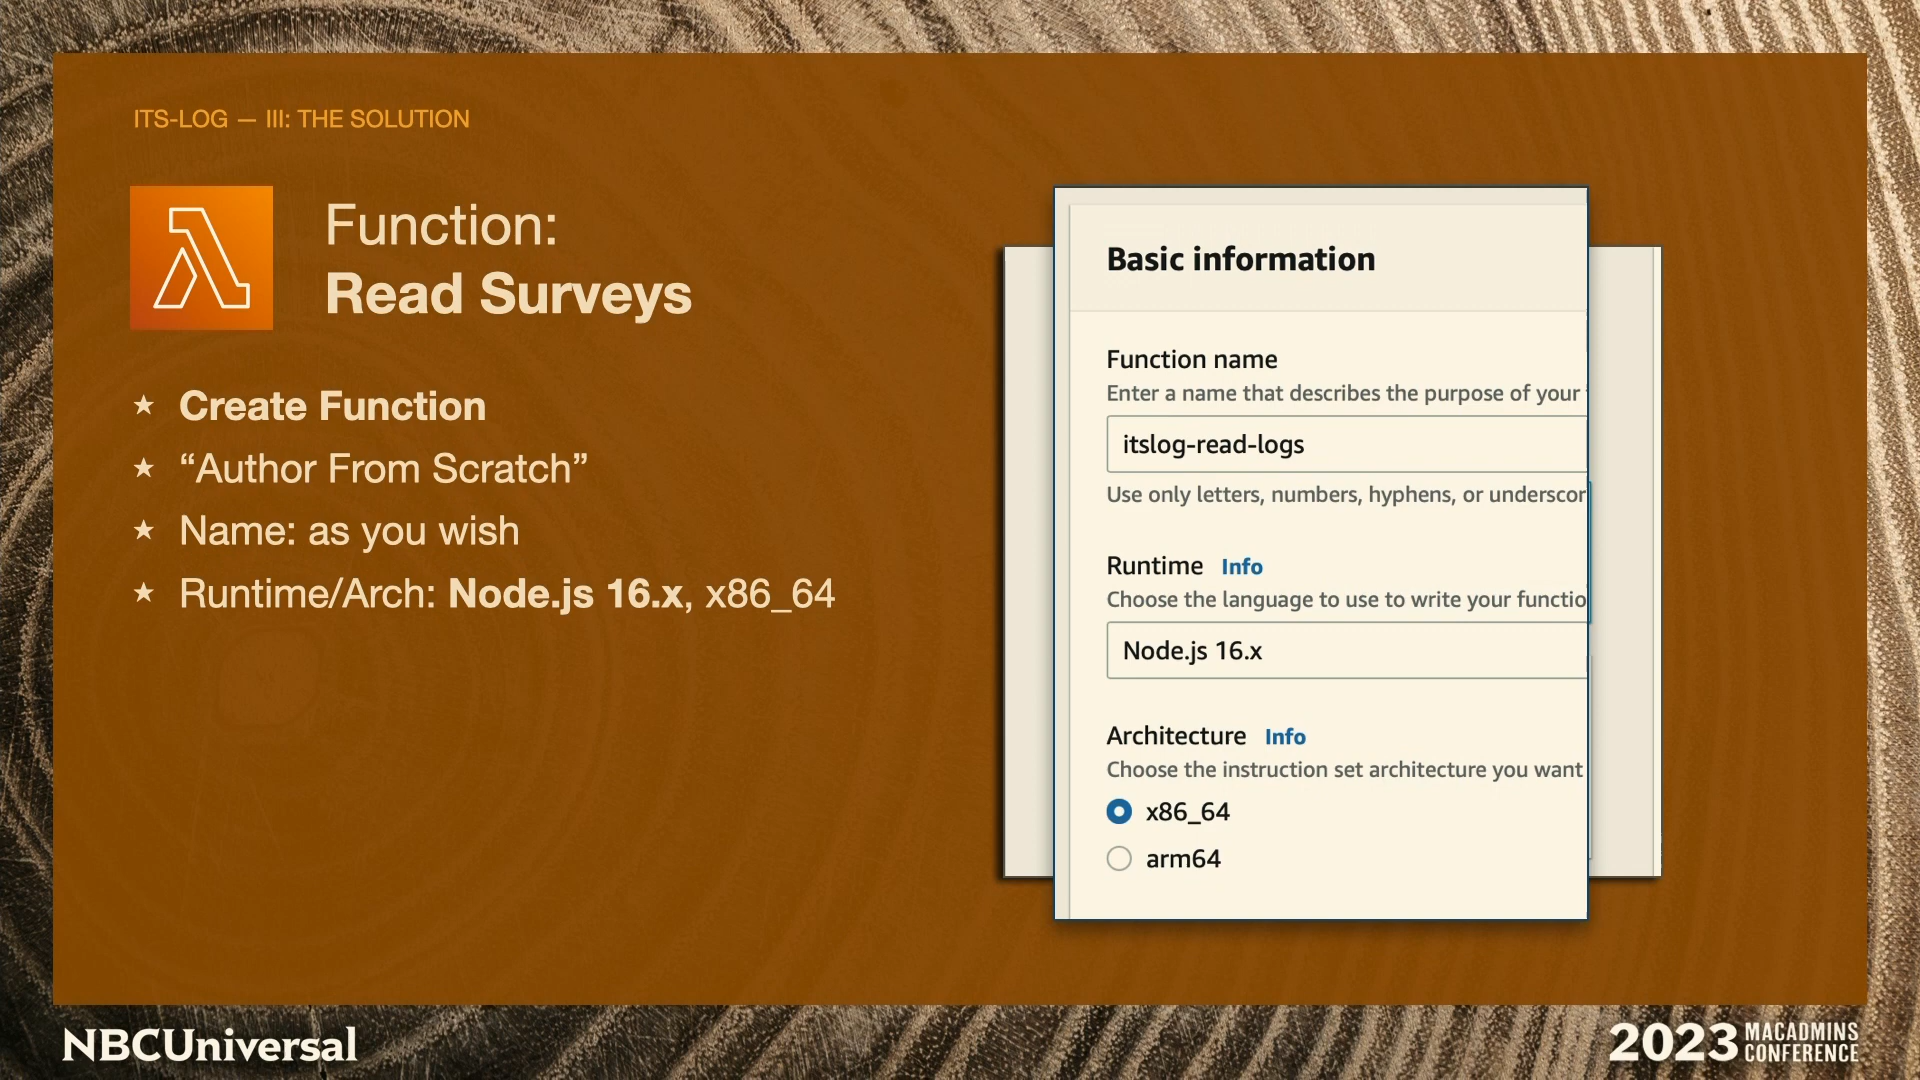 ITS-LOG — III: THE SOLUTION
Function:
Read Surveys
★ Create Function
★ “Author From Scratch”
★ Name: as you wish
★ Runtime/Arch: Node.js 16.x, x86_64
Basic information
Function name
Enter a name that describes the purpose of your
itslog-read-logs
Use only letters, numbers, hyphens, or underscor
Runtime Info
Choose the language to use to write your functio
Node.js 16.x
Architecture Info
Choose the instruction set architecture you want
x86_64
arm64
NBCUniversal
2023 MACADMINS
CONFERENCE